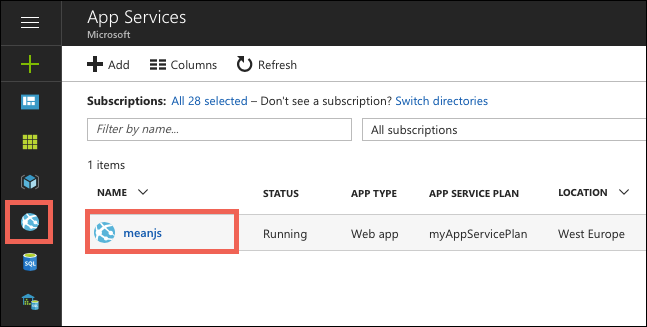 App Services
Microsoft
Add Columns Refresh
Subscriptions: All 28 selected – Don't see a subscription? Switch directories
Filter by name... All subscriptions
1 items
NAME STATUS APP TYPE APP SERVICE PLAN LOCATION
meanjs Running Web app myAppServicePlan West Europe
SQL